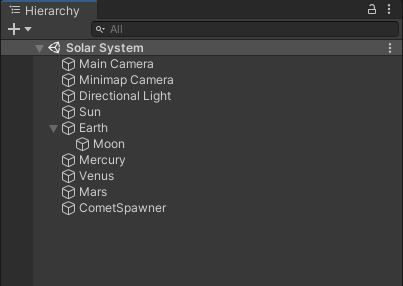 Hierarchy
All
Solar System
Main Camera
Minimap Camera
Directional Light
Sun
Earth
Moon
Mercury
Venus
Mars
CometSpawner